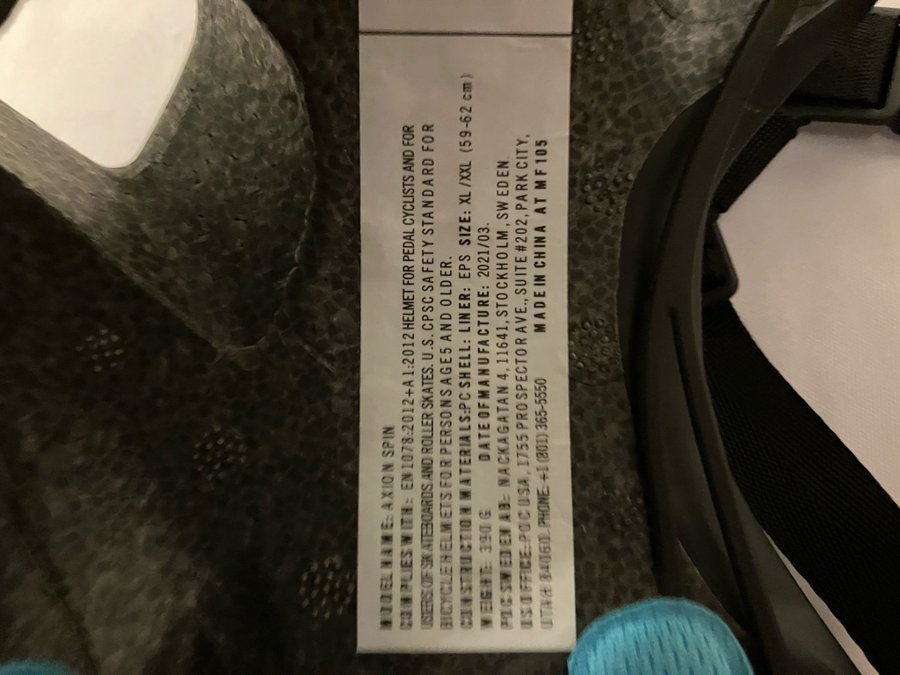 MODEL NAME: AXION SPIN
COMPLIES WITH: EN1078:2012+A1:2012 HELMET FOR PEDAL CYCLISTS AND FOR
USERS OF SKATEBOARDS AND ROLLER SKATES. U.S. CPSC SAFETY STANDARD FOR
BICYCLE HELMETS FOR PERSONS AGE 5 AND OLDER.
CONSTRUCTION MATERIALS:PC SHELL: LINER: EPS SIZE: XL/XXL (59-62 cm)
WEIGHT: G DATE OF MANUFACTURE: 2021/03.
POC SWEDEN AB: NACKAGATAN 4, 11641, STOCKHOLM, SWEDEN
US OFFICE:POC USA, 1755 PROSPECTOR AVE., SUITE #202, PARK CITY,
UTAH 84060. PHONE: +1 (801) 365-5550 MADE IN CHINA AT MF105